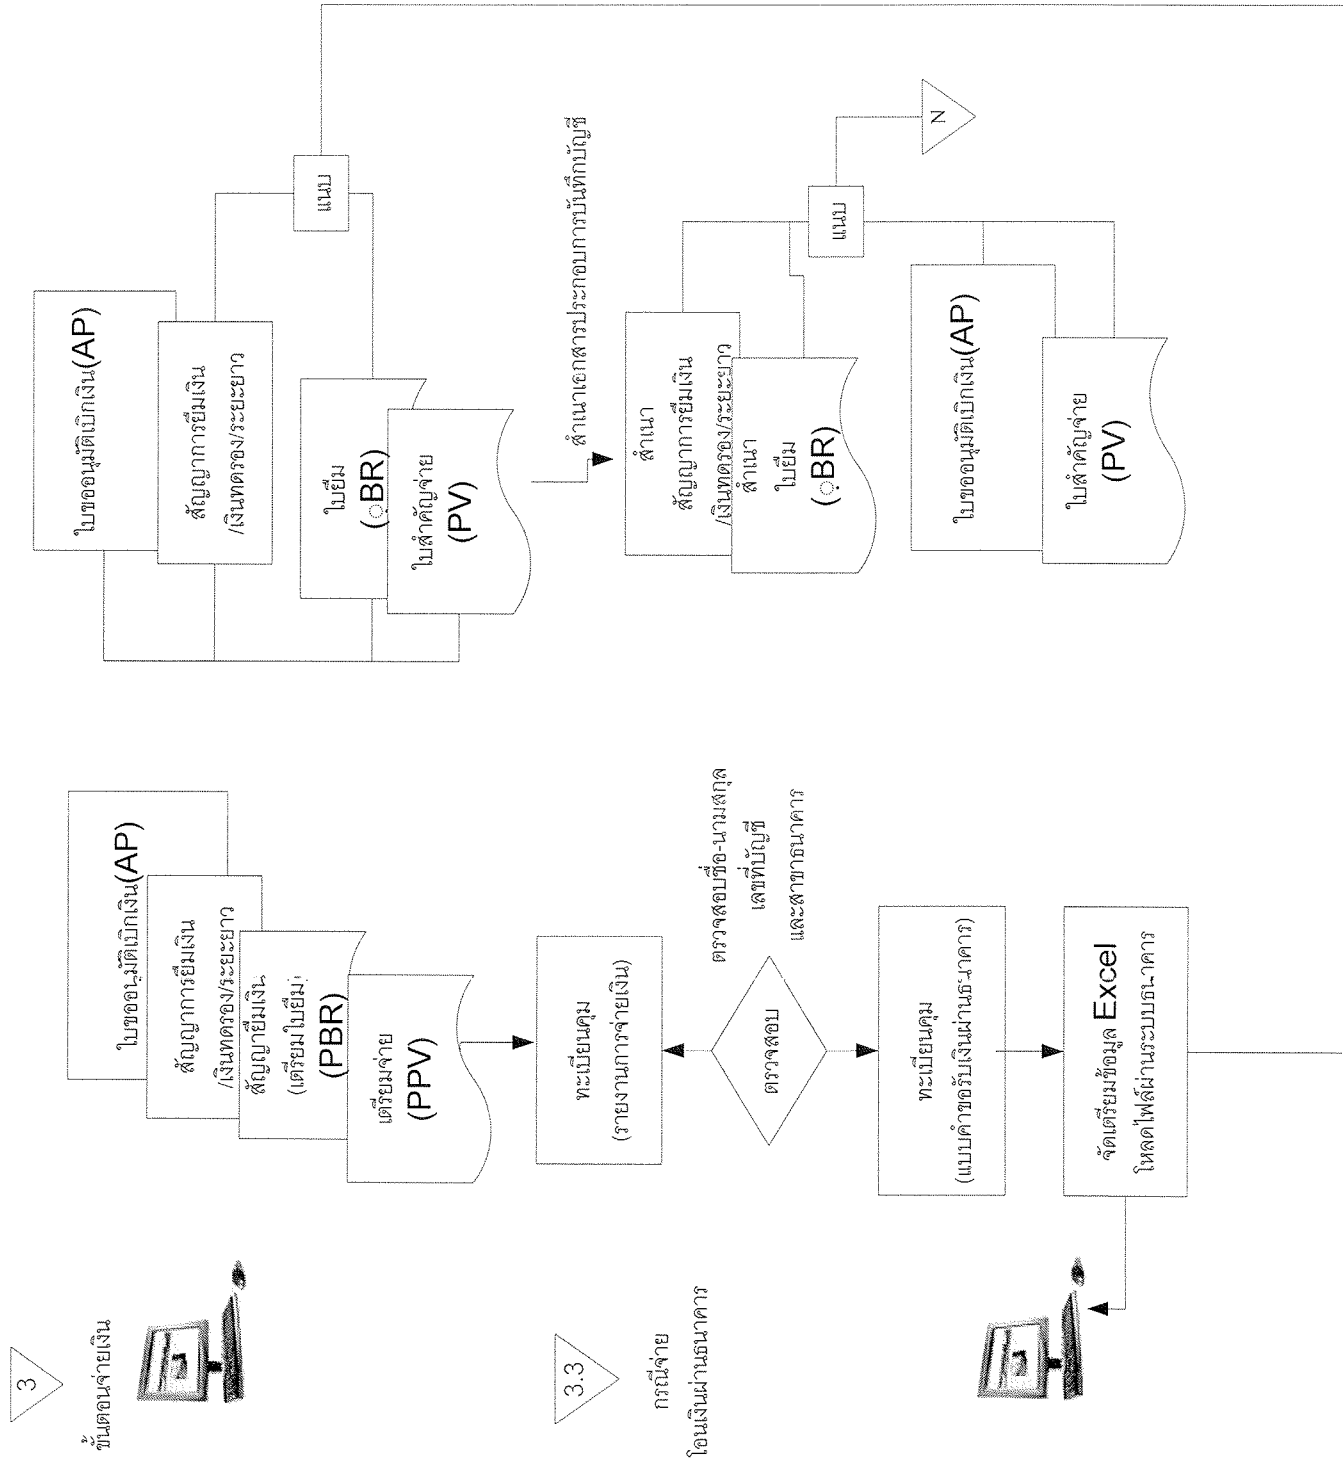 3
ขั้นตอนจ่ายเงิน
3.3
กรณีจ่าย
โอนเงินผ่านธนาคาร
ใบขออนุมัติเบิกเงิน(AP)
สัญญาการยืมเงิน
/เงินทดรอง/ระยะยาว
สัญญายืมเงิน
(เตรียมใบยืม)
(PBR)
เตรียมจ่าย
(PPV)
ทะเบียนคุม
(รายงานการจ่ายเงิน)
ตรวจสอบ
ตรวจสอบชื่อ-นามสกุล
เลขที่บัญชี
และสาขาธนาคาร
ทะเบียนคุม
(แบบคำขอรับเงินผ่านธนาคาร)
จัดเตรียมข้อมูล Excel
โหลดไฟล์ผ่านระบบธนาคาร
ใบขออนุมัติเบิกเงิน(AP)
สัญญาการยืมเงิน
/เงินทดรอง/ระยะยาว
ใบยืม
(ฺBR)
ใบสำคัญจ่าย
(PV)
แนบ
สำเนาเอกสารประกอบการบันทึกบัญชี
สำเนา
สัญญาการยืมเงิน
/เงินทดรอง/ระยะยาว
สำเนา
ใบยืม
(ฺBR)
แนบ
N
ใบขออนุมัติเบิกเงิน(AP)
ใบสำคัญจ่าย
(PV)